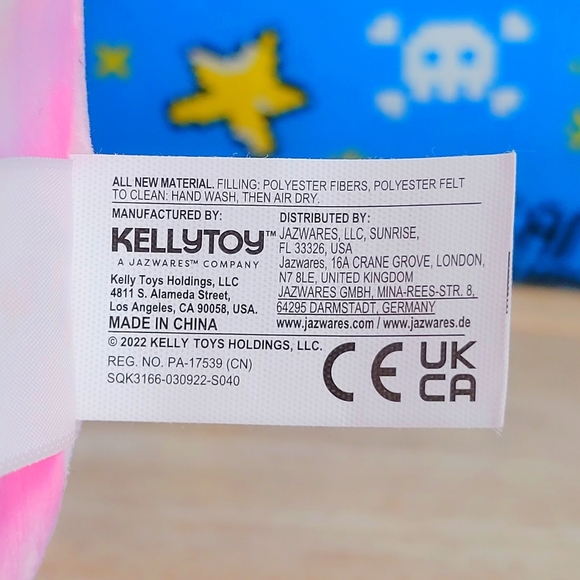 ALL NEW MATERIAL. FILLING: POLYESTER FIBERS, POLYESTER FELT
TO CLEAN: HAND WASH, THEN AIR DRY.
MANUFACTURED BY:
KELLYTOY™
A JAZWARES™ COMPANY
Kelly Toys Holdings, LLC
4811 S. Alameda Street,
Los Angeles, CA 90058, USA.
MADE IN CHINA
DISTRIBUTED BY:
JAZWARES, LLC, SUNRISE,
FL 33326, USA
Jazwares, 16A CRANE GROVE, LONDON,
N7 8LE, UNITED KINGDOM
JAZWARES GMBH, MINA-REES-STR. 8,
64295 DARMSTADT, GERMANY
www.jazwares.com / www.jazwares.de
© 2022 KELLY TOYS HOLDINGS, LLC.
REG. NO. PA-17539 (CN)
SQK3166-030922-S040
CE
UK
CA